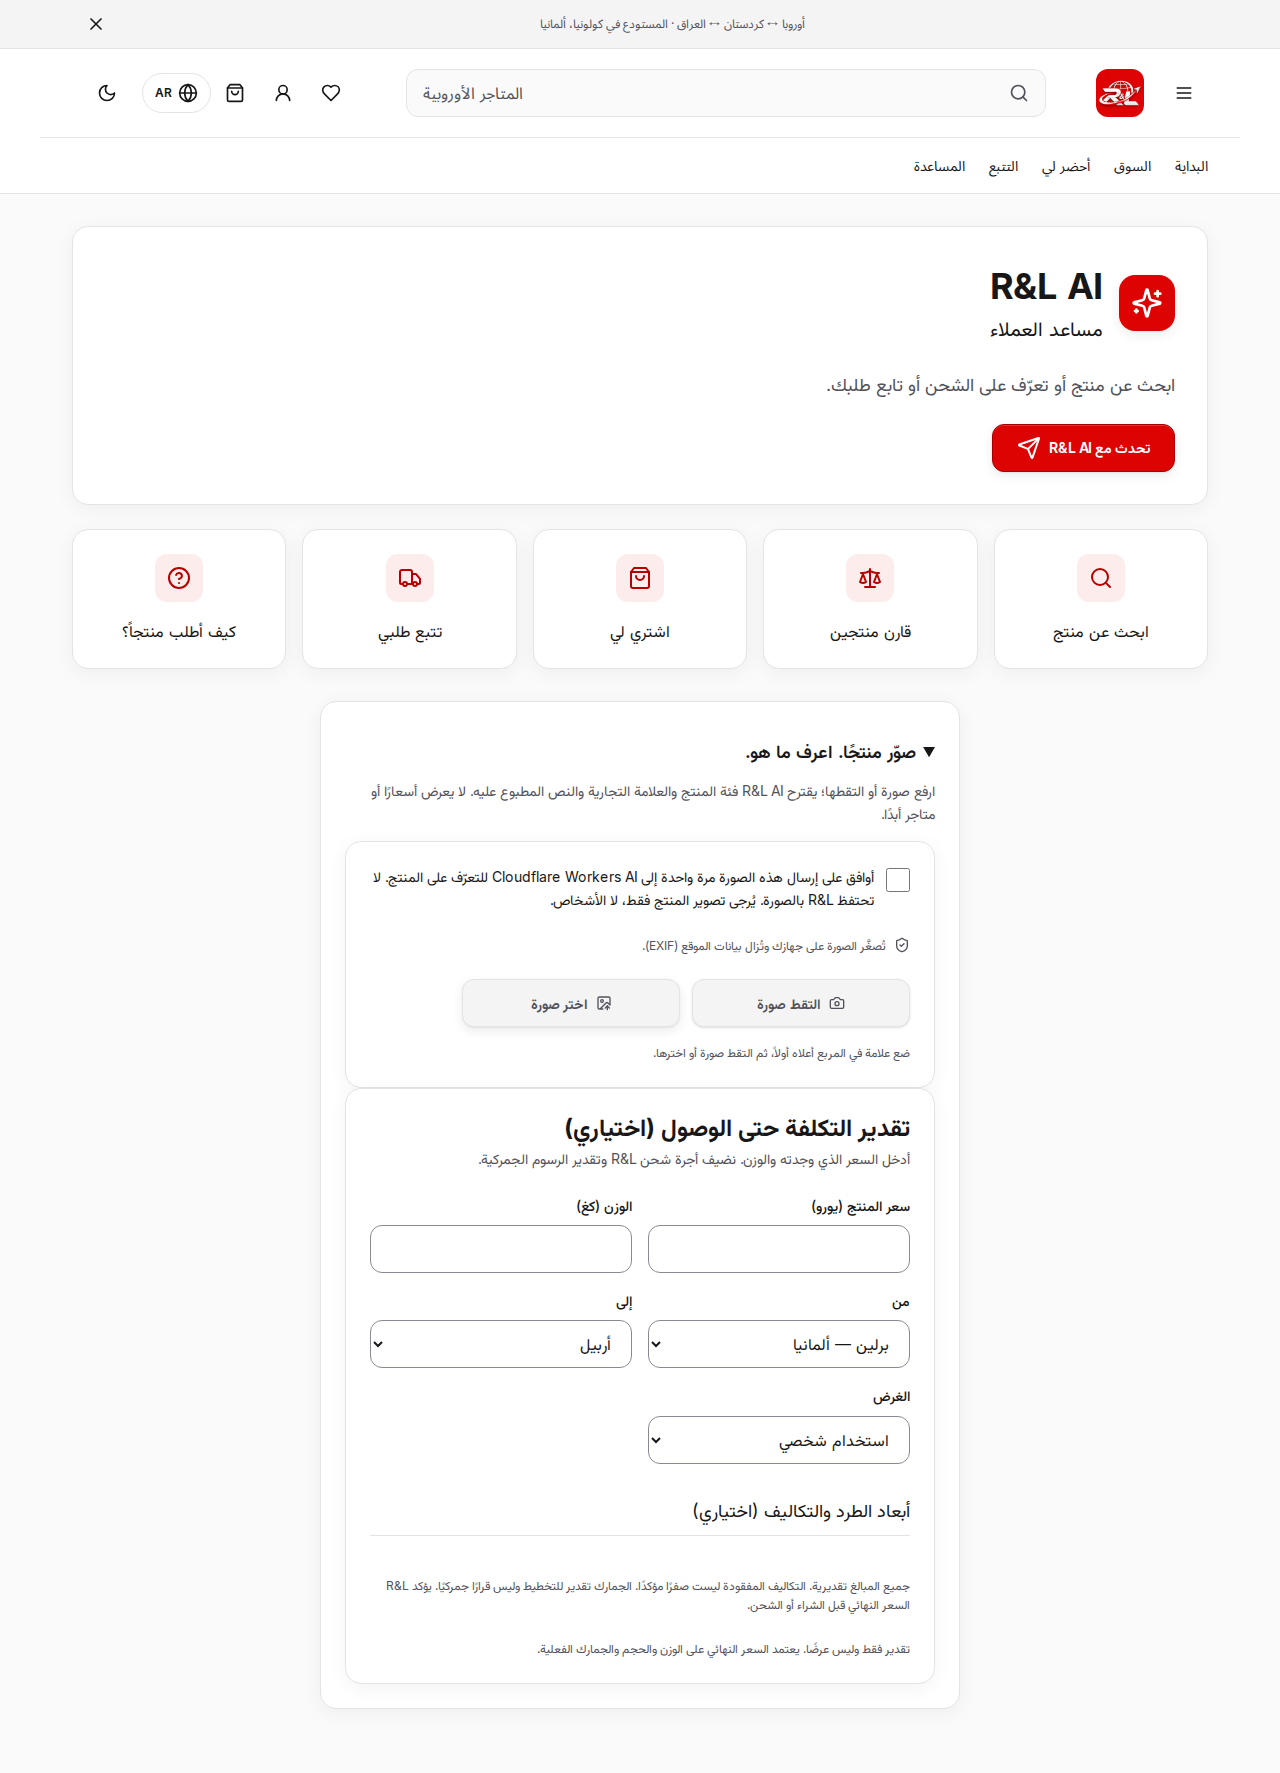 أوروبا ↔ كردستان ↔ العراق · المستودع في كولونيا، ألمانيا
R&L
المتاجر الأوروبية
AR
البداية
السوق
أحضر لي
التتبع
المساعدة
R&L AI
مساعد العملاء
ابحث عن منتج أو تعرّف على الشحن أو تابع طلبك.
تحدث مع R&L AI
ابحث عن منتج
قارن منتجين
اشتري لي
تتبع طلبي
كيف أطلب منتجاً؟
صوّر منتجًا. اعرف ما هو.
ارفع صورة أو التقطها؛ يقترح R&L AI فئة المنتج والعلامة التجارية والنص المطبوع عليه. لا يعرض أسعارًا أو
متاجر أبدًا.
أوافق على إرسال هذه الصورة مرة واحدة إلى Cloudflare Workers AI للتعرّف على المنتج. لا
تحتفظ R&L بالصورة. يُرجى تصوير المنتج فقط، لا الأشخاص.
تُصغَّر الصورة على جهازك وتُزال بيانات الموقع (EXIF).
التقط صورة
اختر صورة
ضع علامة في المربع أعلاه أولاً، ثم التقط صورة أو اخترها.
تقدير التكلفة حتى الوصول (اختياري)
أدخل السعر الذي وجدته والوزن. نضيف أجرة شحن R&L وتقدير الرسوم الجمركية.
سعر المنتج (يورو)
الوزن (كغ)
من
إلى
برلين — ألمانيا
أربيل
الغرض
استخدام شخصي
أبعاد الطرد والتكاليف (اختياري)
جميع المبالغ تقديرية. التكاليف المفقودة ليست صفرًا مؤكدًا. الجمارك تقدير للتخطيط وليس قرارًا جمركيًا. يؤكد R&L
السعر النهائي قبل الشراء أو الشحن.
تقدير فقط وليس عرضًا. يعتمد السعر النهائي على الوزن والحجم والجمارك الفعلية.